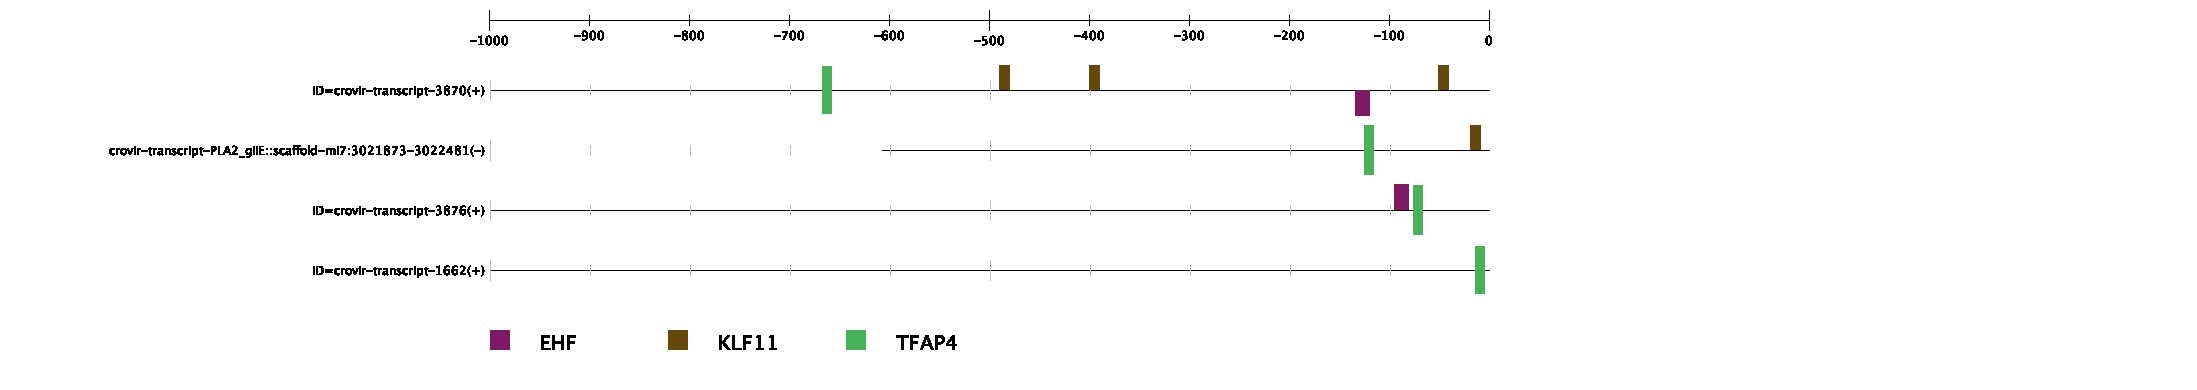 -1000 -900 -800 -700 -600 -500 -400 -300 -200 -100 0
ID=crovir-transcript-3870(+)
crovir-transcript-PLA2_gIIE::scaffold-mi7:3021873-3022481(-)
ID=crovir-transcript-3876(+)
ID=crovir-transcript-1662(+)
EHF KLF11 TFAP4